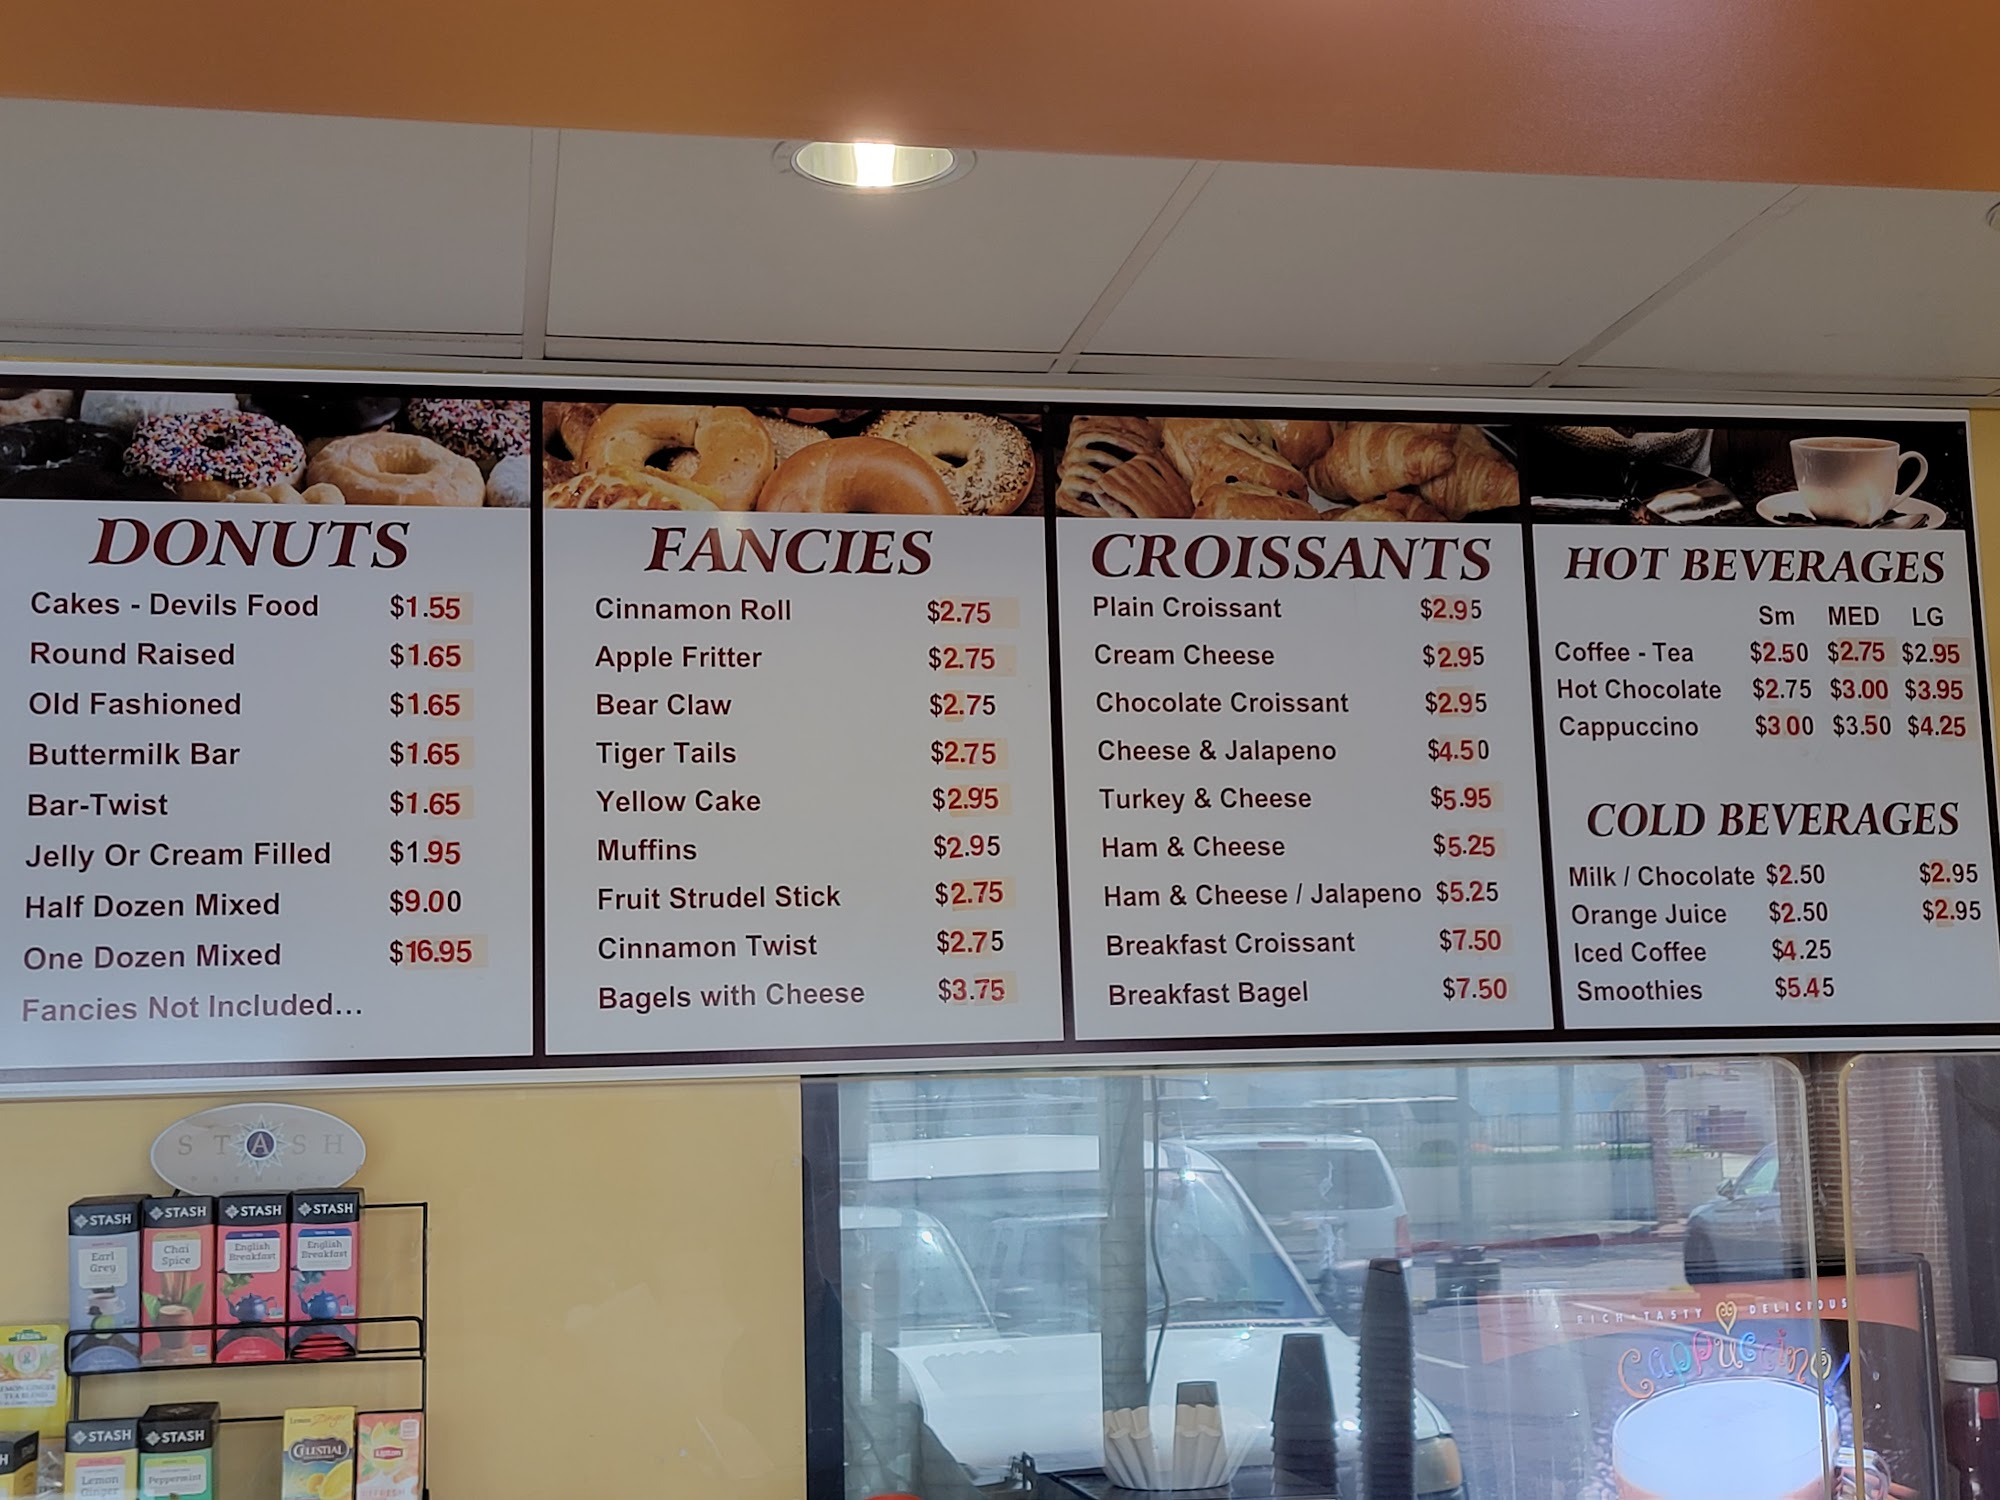 DONUTS
Cakes - Devils Food $1.55
Round Raised $1.65
Old Fashioned $1.65
Buttermilk Bar $1.65
Bar-Twist $1.65
Jelly Or Cream Filled $1.95
Half Dozen Mixed $9.00
One Dozen Mixed $16.95
Fancies Not Included...
FANCIES
Cinnamon Roll $2.75
Apple Fritter $2.75
Bear Claw $2.75
Tiger Tails $2.75
Yellow Cake $2.95
Muffins $2.95
Fruit Strudel Stick $2.75
Cinnamon Twist $2.75
Bagels with Cheese $3.75
CROISSANTS
Plain Croissant $2.95
Cream Cheese $2.95
Chocolate Croissant $2.95
Cheese & Jalapeno $4.50
Turkey & Cheese $5.95
Ham & Cheese $5.25
Ham & Cheese / Jalapeno $5.25
Breakfast Croissant $7.50
Breakfast Bagel $7.50
HOT BEVERAGES
Sm MED LG
Coffee - Tea $2.50 $2.75 $2.95
Hot Chocolate $2.75 $3.00 $3.95
Cappuccino $3 00 $3.50 $4.25
COLD BEVERAGES
Milk / Chocolate $2.50 $2.95
Orange Juice $2.50 $2.95
Iced Coffee $4.25
Smoothies $5.45
STASH
STASH
Earl
Grey
STASH
Chai
Spice
STASH
English
Breakfast
STASH
English
Breakfast
STASH
Lemon
Ginger
STASH
Peppermint
Lemon Zinger
CELESTIAL
Lipton
RICH TASTY DELICIOUS
Cappuccino